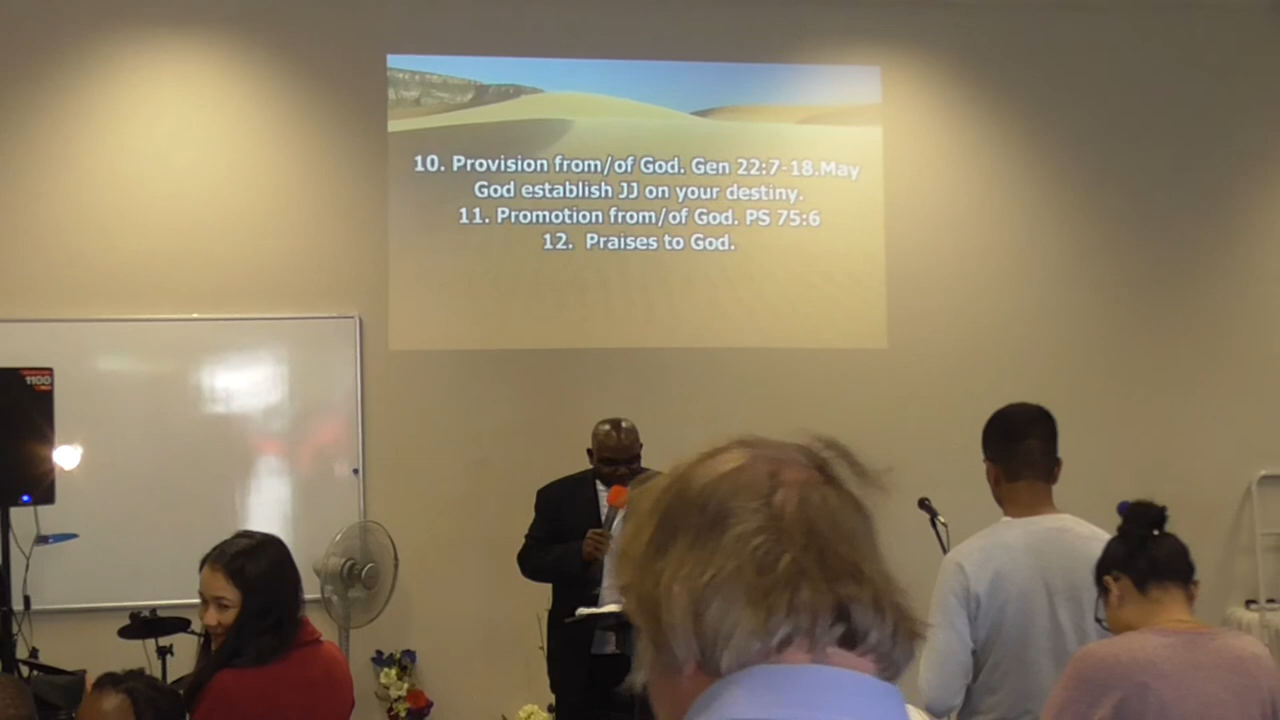 10. Provision from/of God. Gen 22:7-18.May
God establish JJ on your destiny.
11. Promotion from/of God. PS 75:6
12. Praises to God.
1100